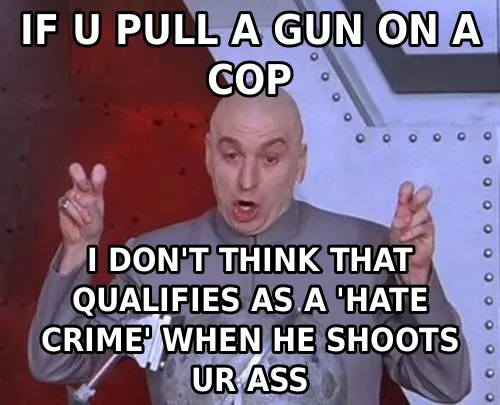 IF U PULL A GUN ON A
COP
I DON'T THINK THAT
QUALIFIES AS A 'HATE
CRIME' WHEN HE SHOOTS
UR ASS